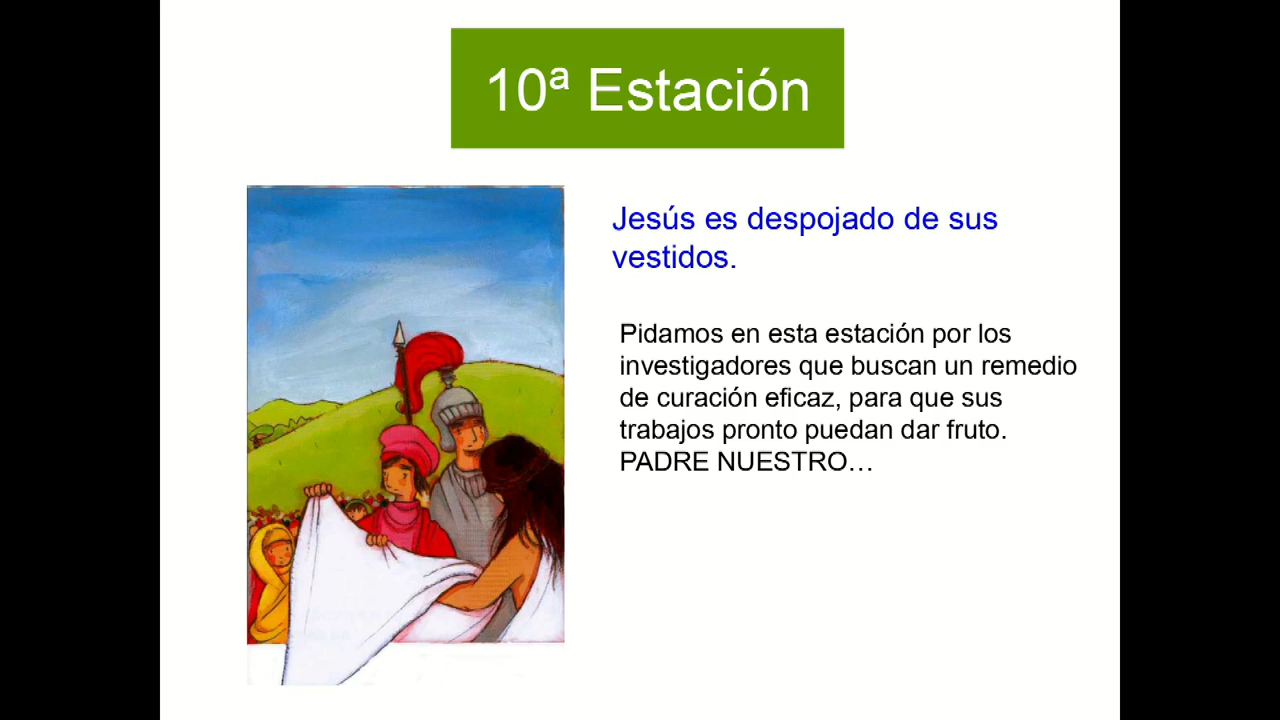 10ª Estación
Jesús es despojado de sus
vestidos.
Pidamos en esta estación por los
investigadores que buscan un remedio
de curación eficaz, para que sus
trabajos pronto puedan dar fruto.
PADRE NUESTRO…